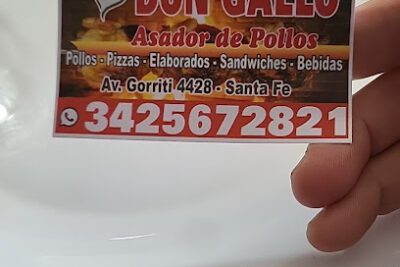 DON GALLO
Asador de Pollos
Pollos - Pizzas - Elaborados - Sandwiches - Bebidas
Av. Gorriti 4428 - Santa Fe
3425672821